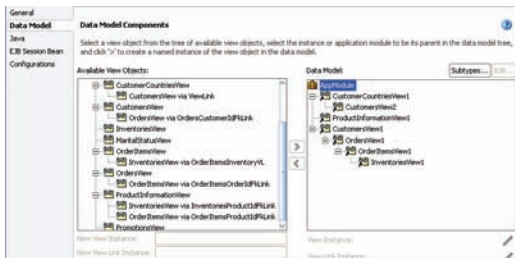 General
Data Model
Java
EJB Session Bean
Configurations
Data Model Components
Select a view object from the tree of available view objects, select the instance or application module to be its parent in the data model tree,
and click '>' to create a named instance of the view object in the data model.
Available View Objects:
CustomerCountriesView
CustomersView via ViewLink
CustomersView
OrdersView via OrdersCustomerIdFkLink
InventoriesView
MaritalStatusView
OrderItemsView
InventoriesView via OrderItemsInventoryVL
OrdersView
OrderItemsView via OrderItemsOrderIdFkLink
ProductInformationView
InventoriesView via InventoriesProductIdFkLink
OrderItemsView via OrderItemsProductIdFkLink
PromotionsView
New View Instance:
New View Link Instance:
Data Model:
Subtypes...
Edit...
AppModule
CustomerCountriesView1
CustomersView2
ProductInformationView1
CustomersView1
OrdersView1
OrderItemsView1
InventoriesView1
View Instance:
View Link Instance: